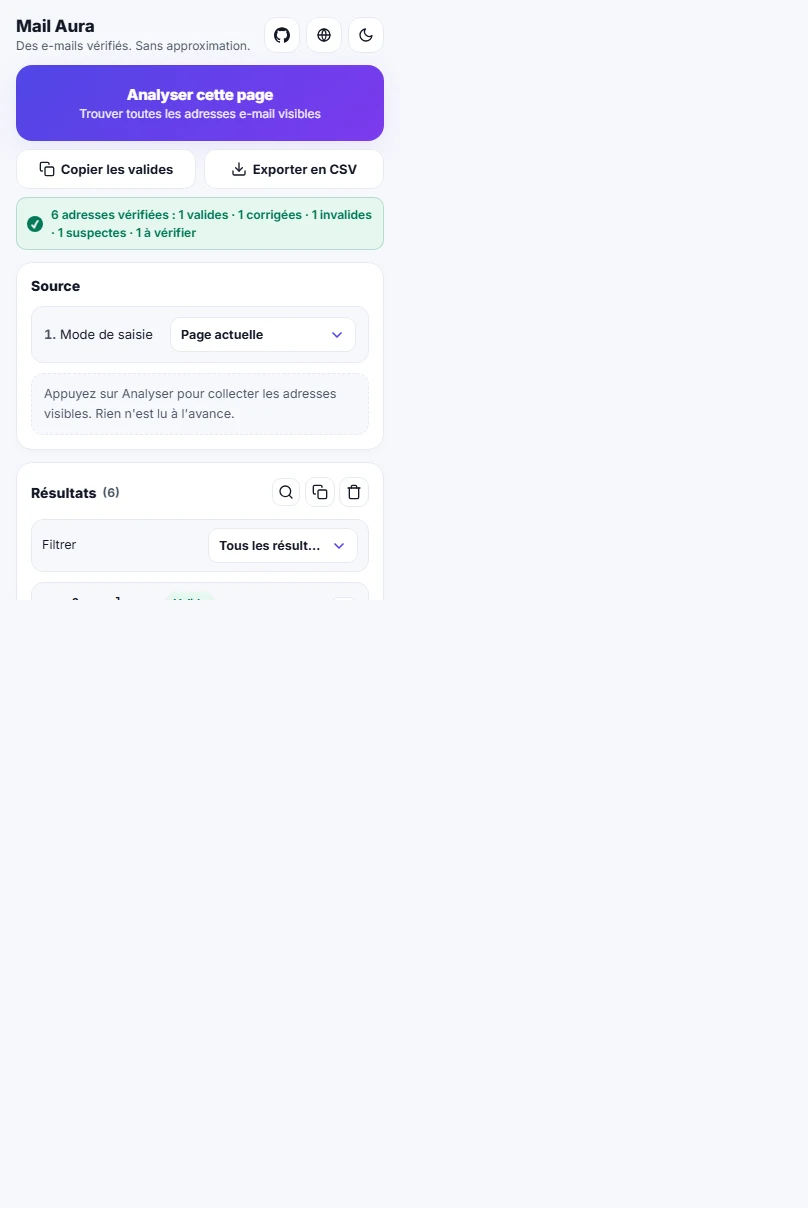 Mail Aura
Des e-mails vérifiés. Sans approximation.
Analyser cette page
Trouver toutes les adresses e-mail visibles
Copier les valides
Exporter en CSV
6 adresses vérifiées : 1 valides · 1 corrigées · 1 invalides
· 1 suspectes · 1 à vérifier
Source
1. Mode de saisie
Page actuelle
Appuyez sur Analyser pour collecter les adresses
visibles. Rien n'est lu à l'avance.
Résultats (6)
Filtrer
Tous les résult...